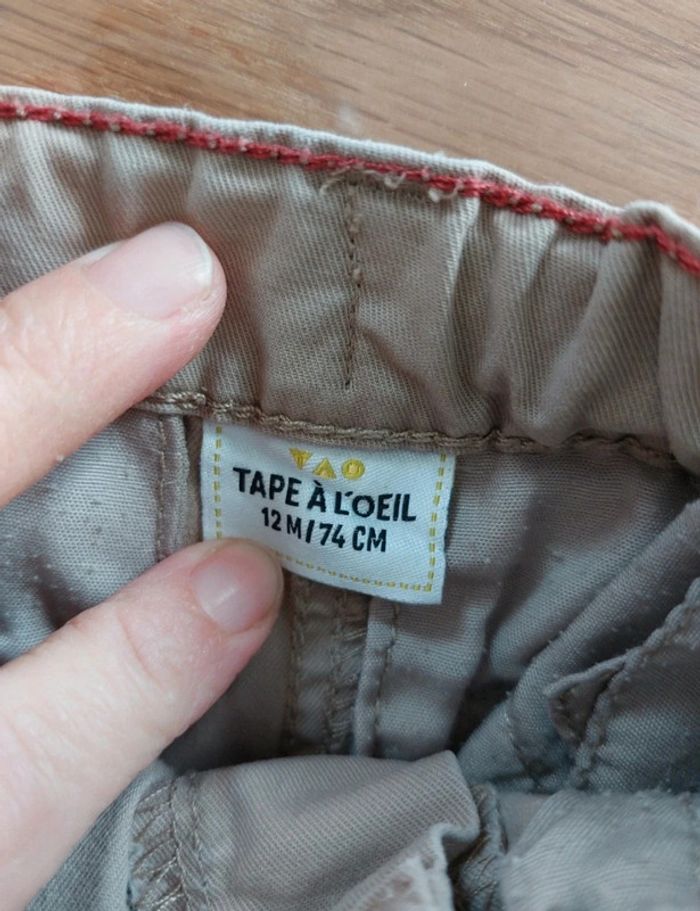 TAO
TAPE À L'OEIL
12 M/74 CM